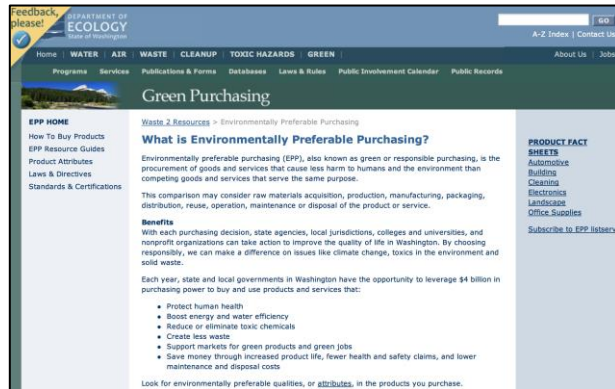 Feedback,
please!
DEPARTMENT OF
ECOLOGY
State of Washington
GO
A-Z Index | Contact Us
Home | WATER | AIR | WASTE | CLEANUP | TOXIC HAZARDS | GREEN |
About Us | Jobs
Programs Services Publications & Forms Databases Laws & Rules Public Involvement Calendar Public Records
Green Purchasing
EPP HOME
How To Buy Products
EPP Resource Guides
Product Attributes
Laws & Directives
Standards & Certifications
Waste 2 Resources > Environmentally Preferable Purchasing
What is Environmentally Preferable Purchasing?
Environmentally preferable purchasing (EPP), also known as green or responsible purchasing, is the
procurement of goods and services that cause less harm to humans and the environment than
competing goods and services that serve the same purpose.
This comparison may consider raw materials acquisition, production, manufacturing, packaging,
distribution, reuse, operation, maintenance or disposal of the product or service.
Benefits
With each purchasing decision, state agencies, local jurisdictions, colleges and universities, and
nonprofit organizations can take action to improve the quality of life in Washington. By choosing
responsibly, we can make a difference on issues like climate change, toxics in the environment and
solid waste.
Each year, state and local governments in Washington have the opportunity to leverage $4 billion in
purchasing power to buy and use products and services that:
• Protect human health
• Boost energy and water efficiency
• Reduce or eliminate toxic chemicals
• Create less waste
• Support markets for green products and green jobs
• Save money through increased product life, fewer health and safety claims, and lower
maintenance and disposal costs
Look for environmentally preferable qualities, or attributes, in the products you purchase.
PRODUCT FACT
SHEETS
Automotive
Building
Cleaning
Electronics
Landscape
Office Supplies
Subscribe to EPP listserv